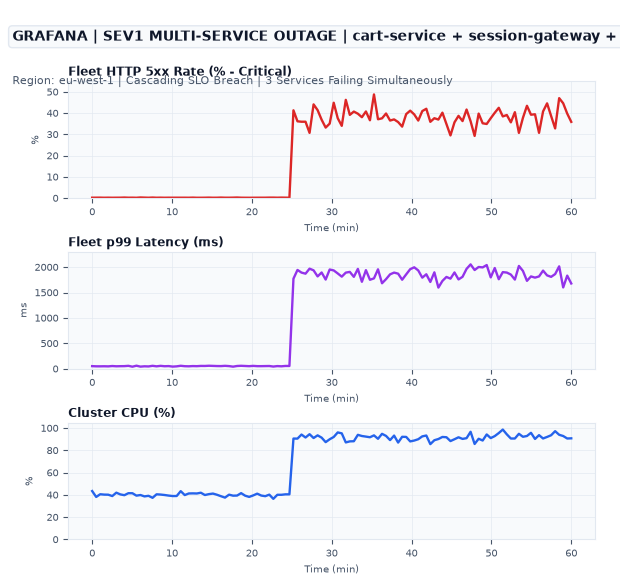 GRAFANA | SEV1 MULTI-SERVICE OUTAGE | cart-service + session-gateway +
Fleet HTTP 5xx Rate (% - Critical)
Region: eu-west-1 | Cascading SLO Breach | 3 Services Failing Simultaneously
50
40
30
20
10
0
%
0 10 20 30 40 50 60
Time (min)
Fleet p99 Latency (ms)
2000
1500
1000
500
0
ms
0 10 20 30 40 50 60
Time (min)
Cluster CPU (%)
100
80
60
40
20
0
%
0 10 20 30 40 50 60
Time (min)